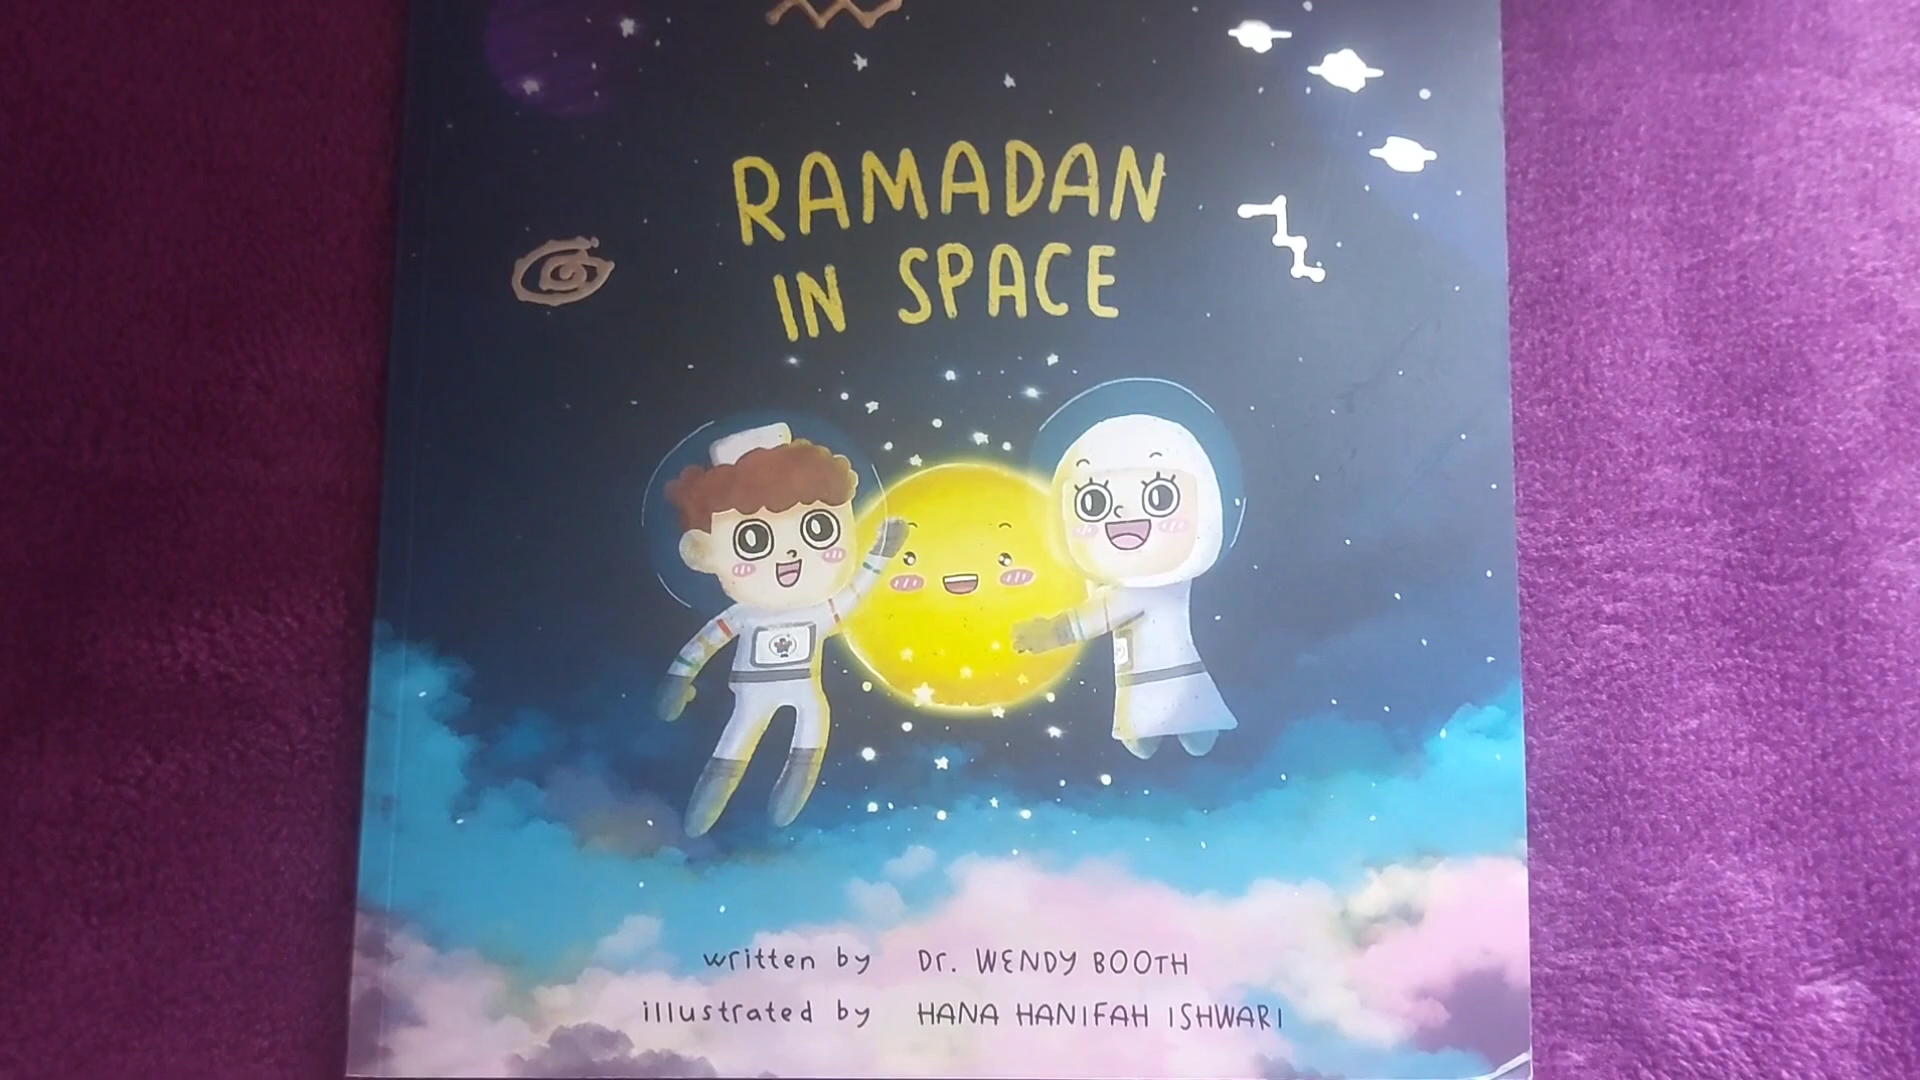 RAMADAN
IN SPACE
written by Dr. WENDY BOOTH
illustrated by HANA HANIFAH ISHWARI